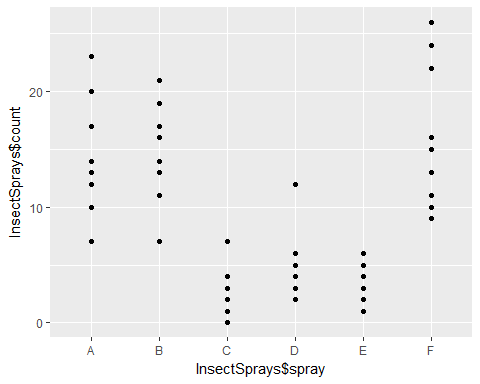 InsectSprays$count
20
10
0
A B C D E F
InsectSprays$spray